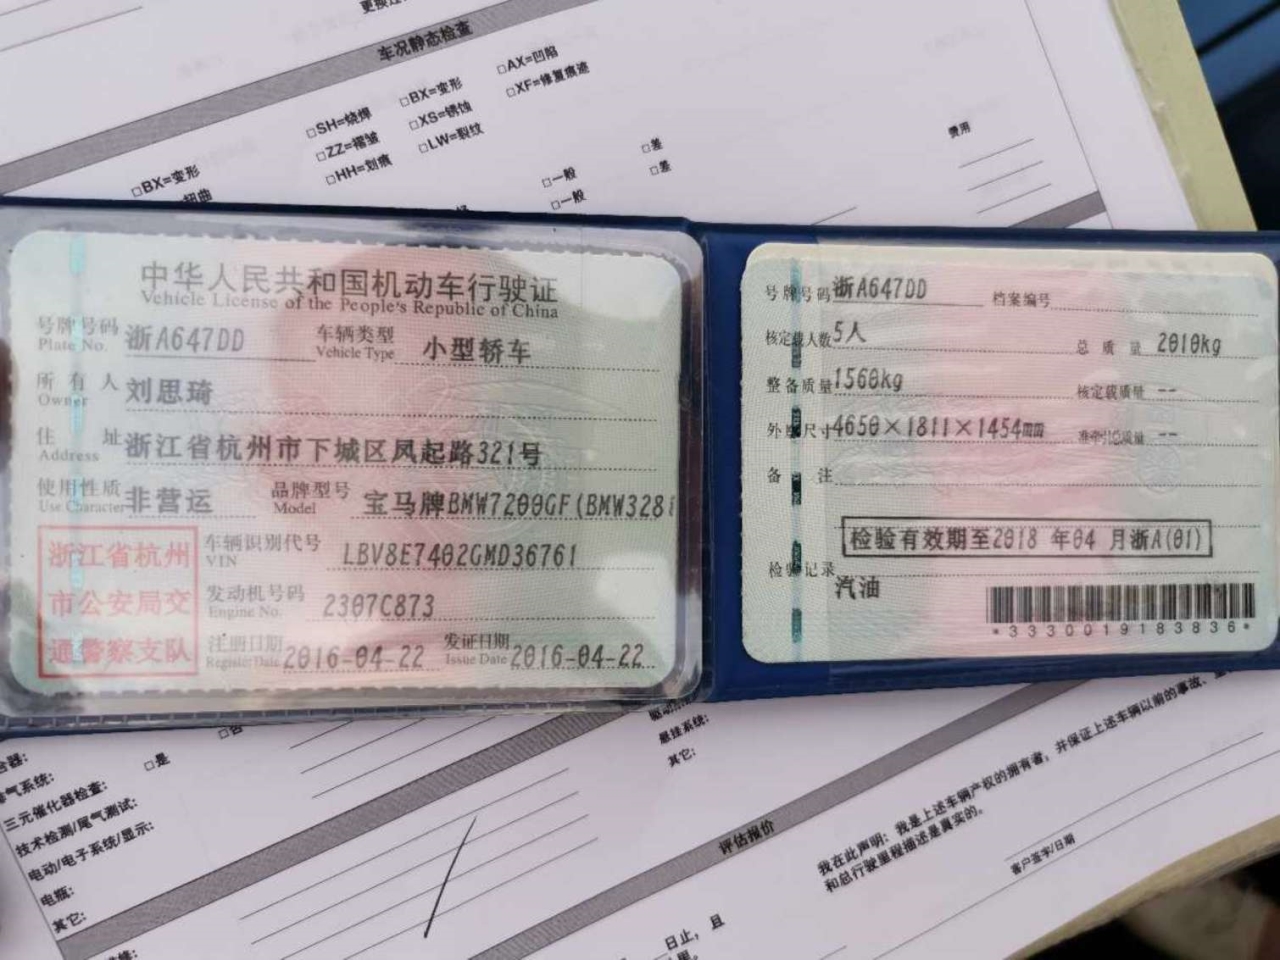 车况静态检查
□SH=烧焊
□BX=变形
□AX=凹陷
□ZZ=褶皱
□XS=锈蚀
□XF=修复痕迹
□BX=变形
□HH=划痕
□LW=裂纹
扭曲
□一般
□差
□一般
□差
费用
中华人民共和国机动车行驶证
Vehicle License of the People's Republic of China
号牌号码 浙A647DD 车辆类型 小型轿车
Plate No. Vehicle Type
所有人 刘思琦
Owner
住址 浙江省杭州市下城区凤起路321号
Address
使用性质 非营运 品牌型号 宝马牌BMW7200GF(BMW328
Use Character Model
浙江省杭州
市公安局交
通警察支队
车辆识别代号 LBV8E7402GMD36761
VIN
发动机号码 2307C873
Engine No.
注册日期 2016-04-22 发证日期 2016-04-22
Register Date Issue Date
号牌号码 浙A647DD 档案编号
核定载人数 5人 总质量 2010kg
整备质量 1560kg 核定载质量 --
外廓尺寸 4650×1811×1454mm 准牵引总质量 --
备注
检验有效期至2018 年04 月浙A(01)
检验记录
汽油
*3330019183836*
□是
□否
三元催化器检查:
技术检测/尾气测试:
电动/电子系统/显示:
电瓶:
其它:
悬挂系统:
其它:
评估报价
我在此声明: 我是上述车辆产权的拥有者, 并保证上述车辆以前的事故、
和总行驶里程描述是真实的。
客户签字/日期
日止, 且